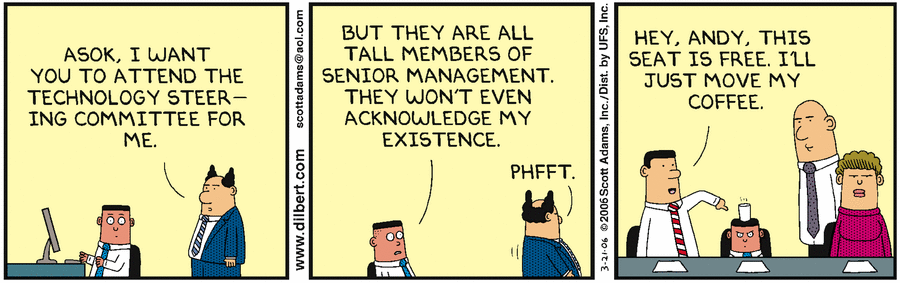 ASOK, I WANT
YOU TO ATTEND THE
TECHNOLOGY STEER-
ING COMMITTEE FOR
ME.
www.dilbert.com
scottadams@aol.com
BUT THEY ARE ALL
TALL MEMBERS OF
SENIOR MANAGEMENT.
THEY WON'T EVEN
ACKNOWLEDGE MY
EXISTENCE.
PHFFT.
3-21-06 ©2006 Scott Adams, Inc./Dist. by UFS, Inc.
HEY, ANDY, THIS
SEAT IS FREE. I'LL
JUST MOVE MY
COFFEE.